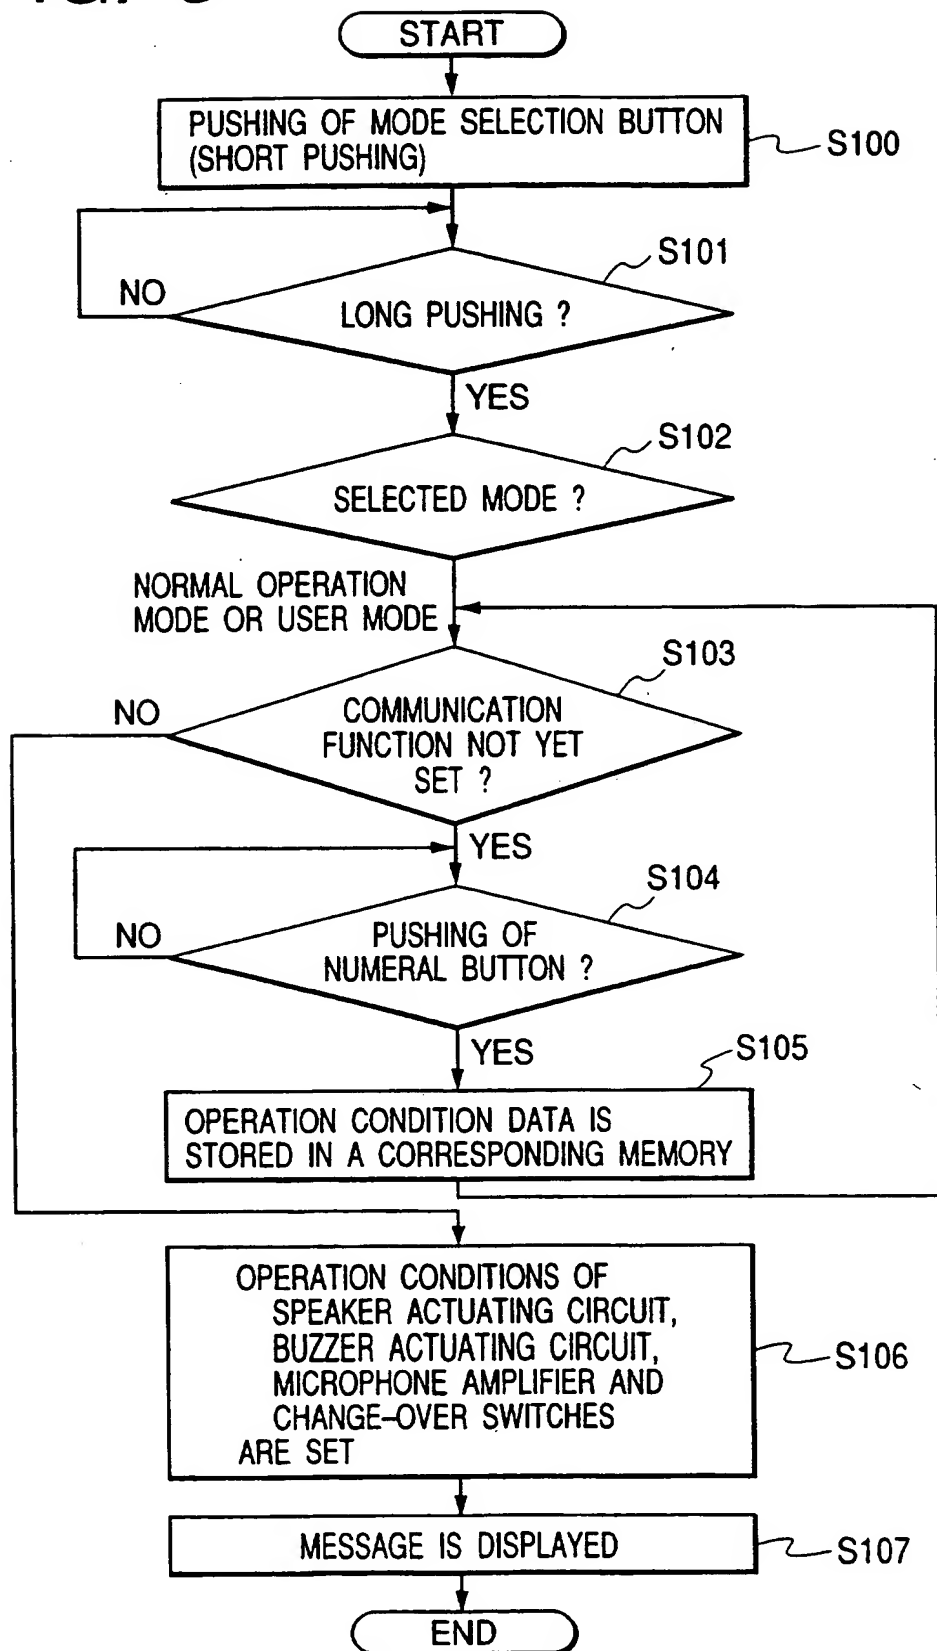 START
PUSHING OF MODE SELECTION BUTTON
(SHORT PUSHING)
S100
S101
NO
LONG PUSHING ?
YES
S102
SELECTED MODE ?
NORMAL OPERATION
MODE OR USER MODE
S103
NO
COMMUNICATION
FUNCTION NOT YET
SET ?
YES
S104
NO
PUSHING OF
NUMERAL BUTTON ?
YES
S105
OPERATION CONDITION DATA IS
STORED IN A CORRESPONDING MEMORY
OPERATION CONDITIONS OF
SPEAKER ACTUATING CIRCUIT,
BUZZER ACTUATING CIRCUIT,
MICROPHONE AMPLIFIER AND
CHANGE-OVER SWITCHES
ARE SET
S106
MESSAGE IS DISPLAYED
S107
END